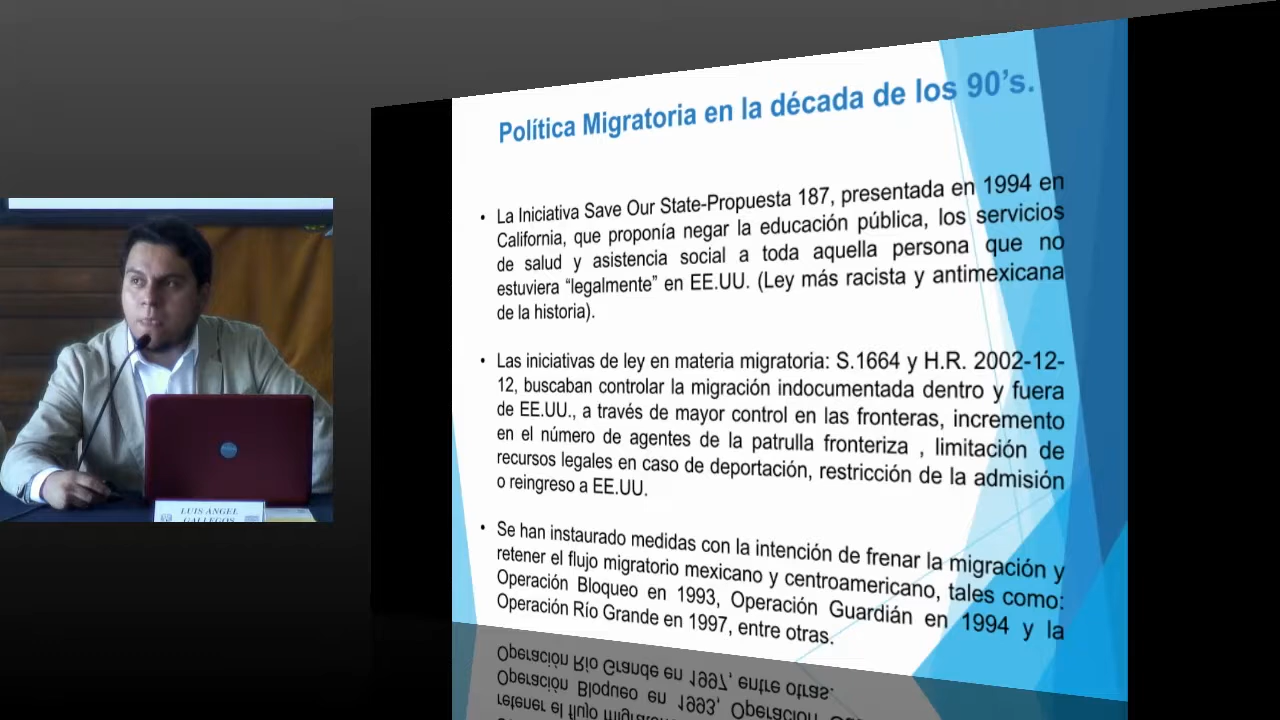 Política Migratoria en la década de los 90's.
• La Iniciativa Save Our State-Propuesta 187, presentada en 1994 en
California, que proponía negar la educación pública, los servicios
de salud y asistencia social a toda aquella persona que no
estuviera “legalmente” en EE.UU. (Ley más racista y antimexicana
de la historia).
• Las iniciativas de ley en materia migratoria: S.1664 y H.R. 2002-12-
12, buscaban controlar la migración indocumentada dentro y fuera
de EE.UU., a través de mayor control en las fronteras, incremento
en el número de agentes de la patrulla fronteriza , limitación de
recursos legales en caso de deportación, restricción de la admisión
o reingreso a EE.UU.
• Se han instaurado medidas con la intención de frenar la migración y
retener el flujo migratorio mexicano y centroamericano, tales como:
Operación Bloqueo en 1993, Operación Guardián en 1994 y la
Operación Río Grande en 1997, entre otras.
LUIS ÁNGEL
GALLEGOS